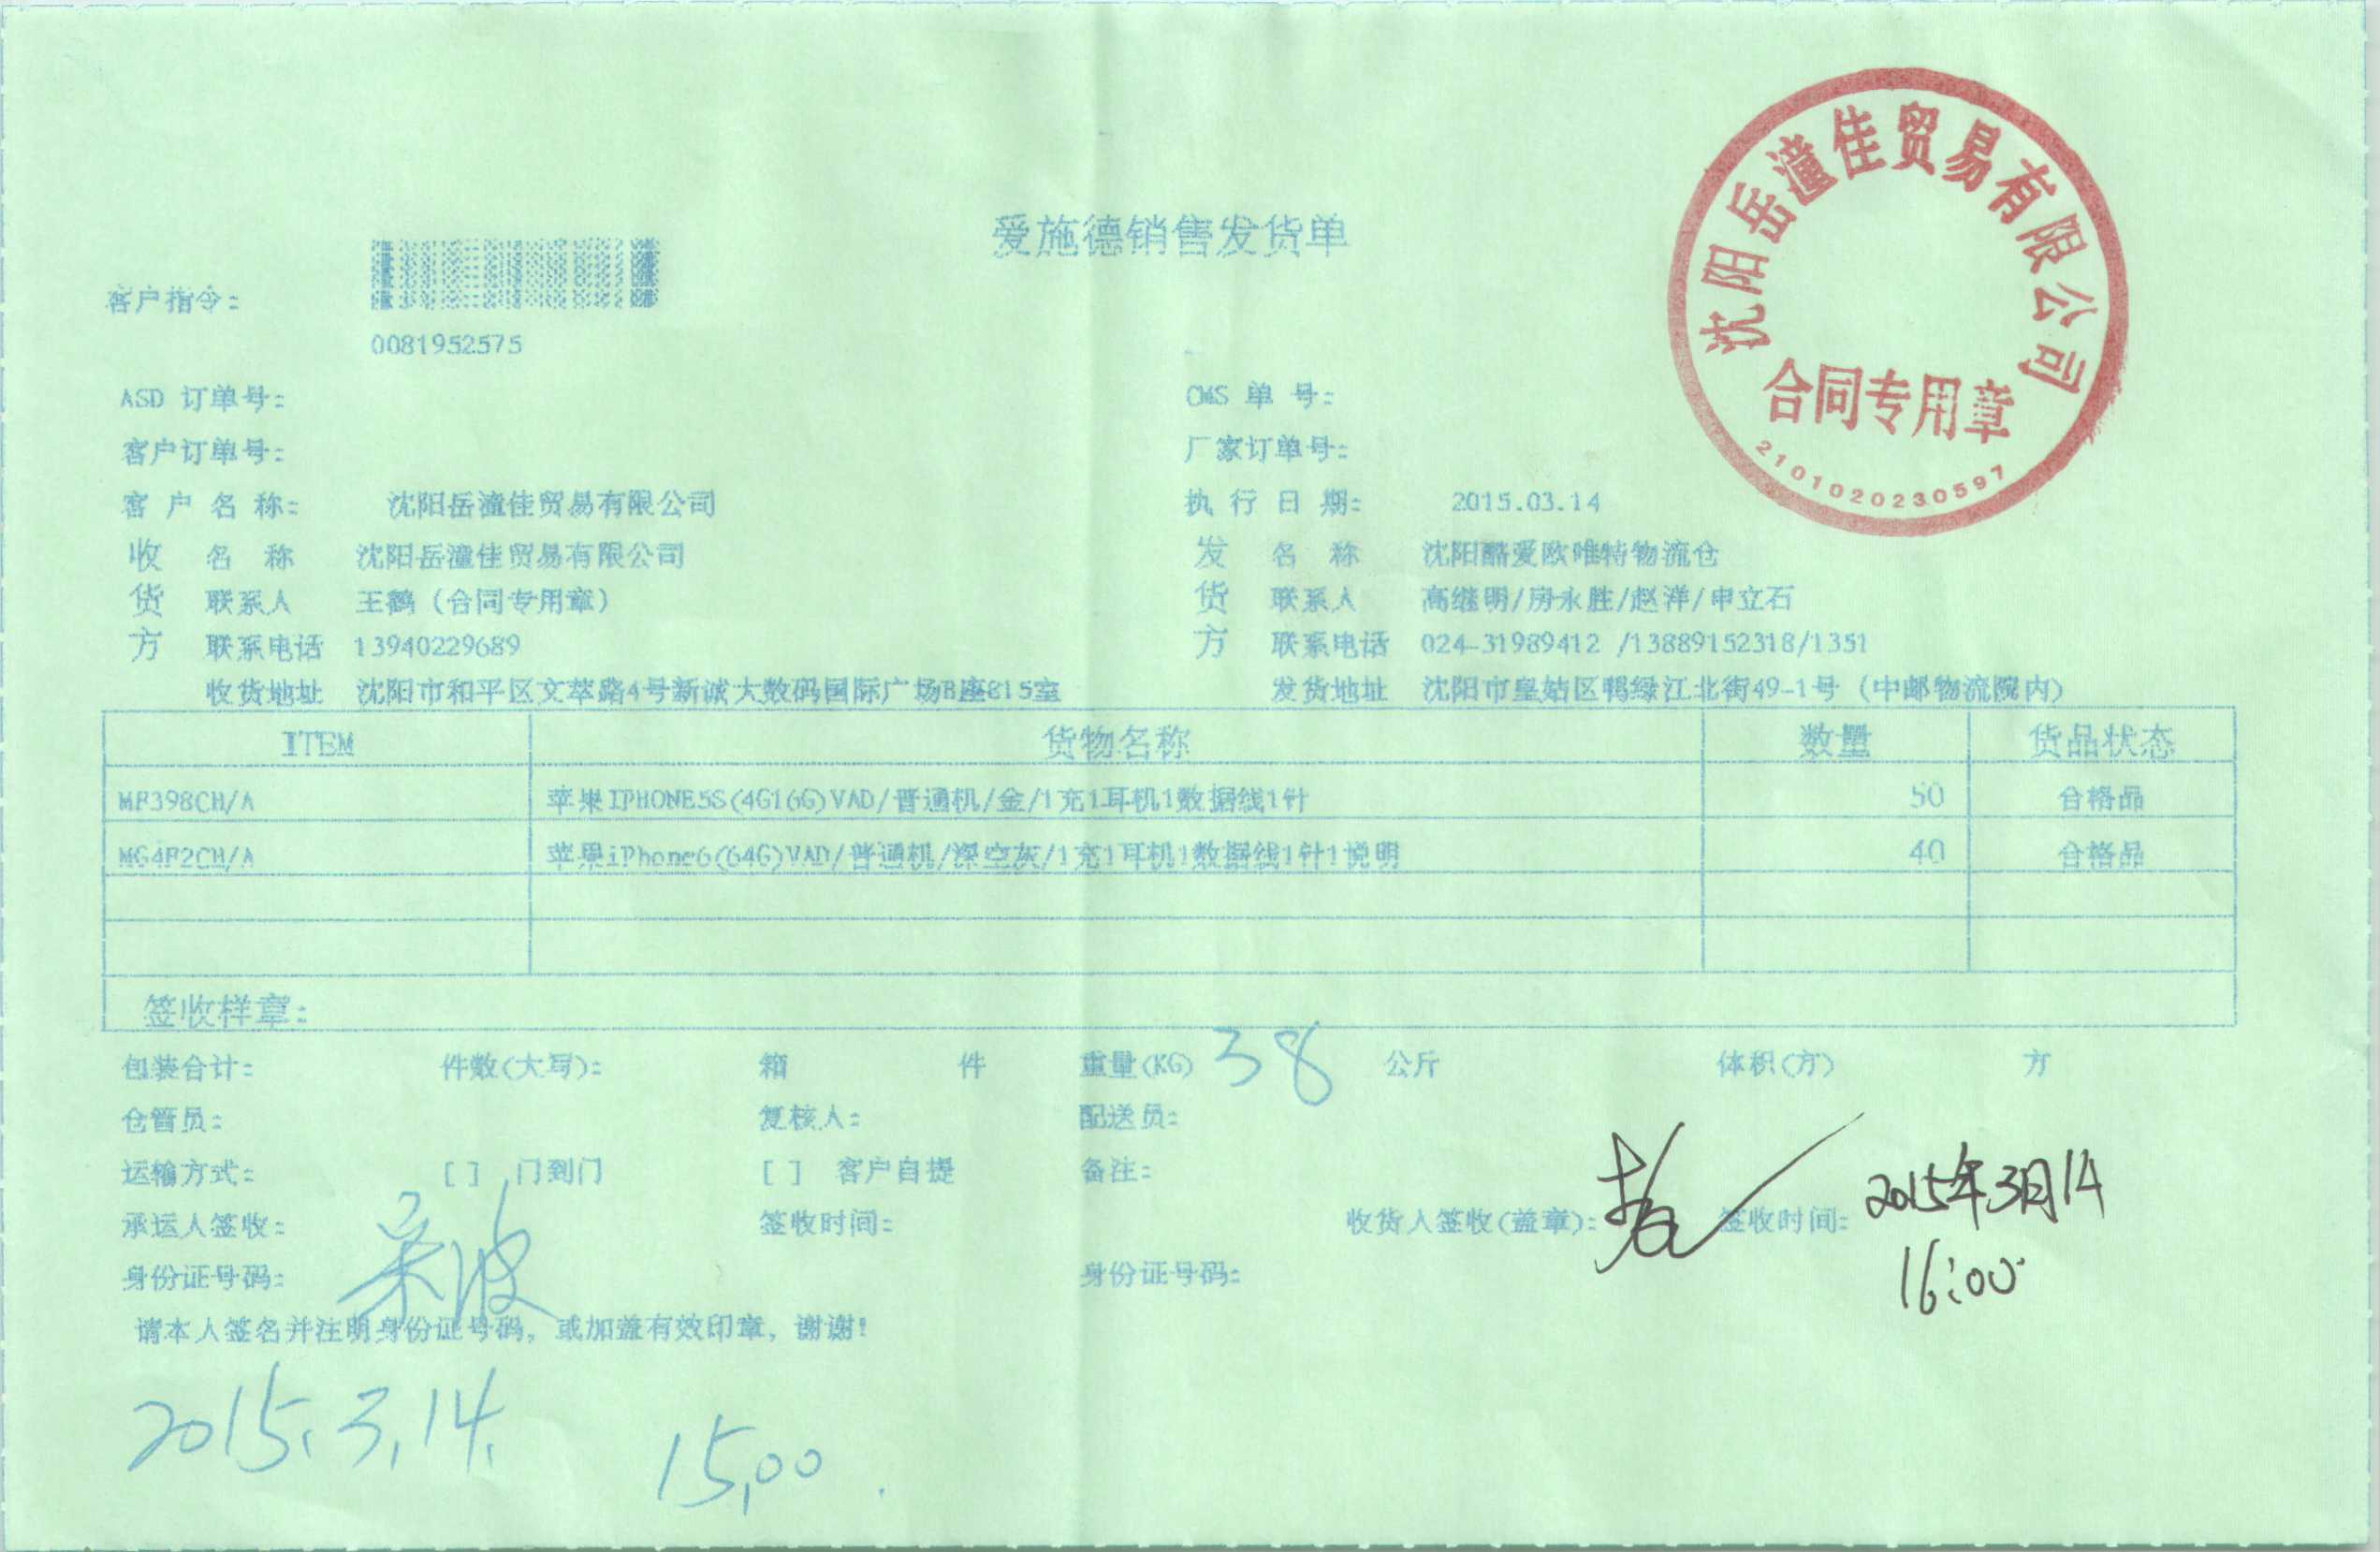 爱施德销售发货单
客户指令:
0081952575
ASD 订单号:
OMS 单 号:
客户订单号:
厂家订单号:
客 户 名 称: 沈阳岳潼佳贸易有限公司
执 行 日 期: 2015.03.14
收货方
名 称 沈阳岳潼佳贸易有限公司
联系人 王鹤(合同专用章)
联系电话 13940229689
收货地址 沈阳市和平区文萃路4号新诚大数码国际广场B座815室
发货方
名 称 沈阳酷爱欧唯特物流仓
联系人 高继明/房永胜/赵洋/申立石
联系电话 024-31989412 /13889152318/1351
发货地址 沈阳市皇姑区鸭绿江北街49-1号(中邮物流院内)
ITEM 货物名称 数量 货品状态
MF398CH/A 苹果IPHONE5S(4G16G)VAD/普通机/金/1充1耳机1数据线1针 50 合格品
MG4F2CH/A 苹果iPhone6(64G)VAD/普通机/深空灰/1充1耳机1数据线1针1说明 40 合格品
签收样章:
包装合计: 件数(大写): 箱 件 重量(KG) 38 公斤 体积(方) 方
仓管员: 复核人: 配送员:
运输方式: [ ] 门到门 [ ] 客户自提 备注:
承运人签收: 签收时间: 收货人签收(盖章): 签收时间: 2015年3月14
16:00
身份证号码: 身份证号码:
请本人签名并注明身份证号码，或加盖有效印章，谢谢!
2015.3.14. 15,00
沈阳岳潼佳贸易有限公司
合同专用章
2101020230597